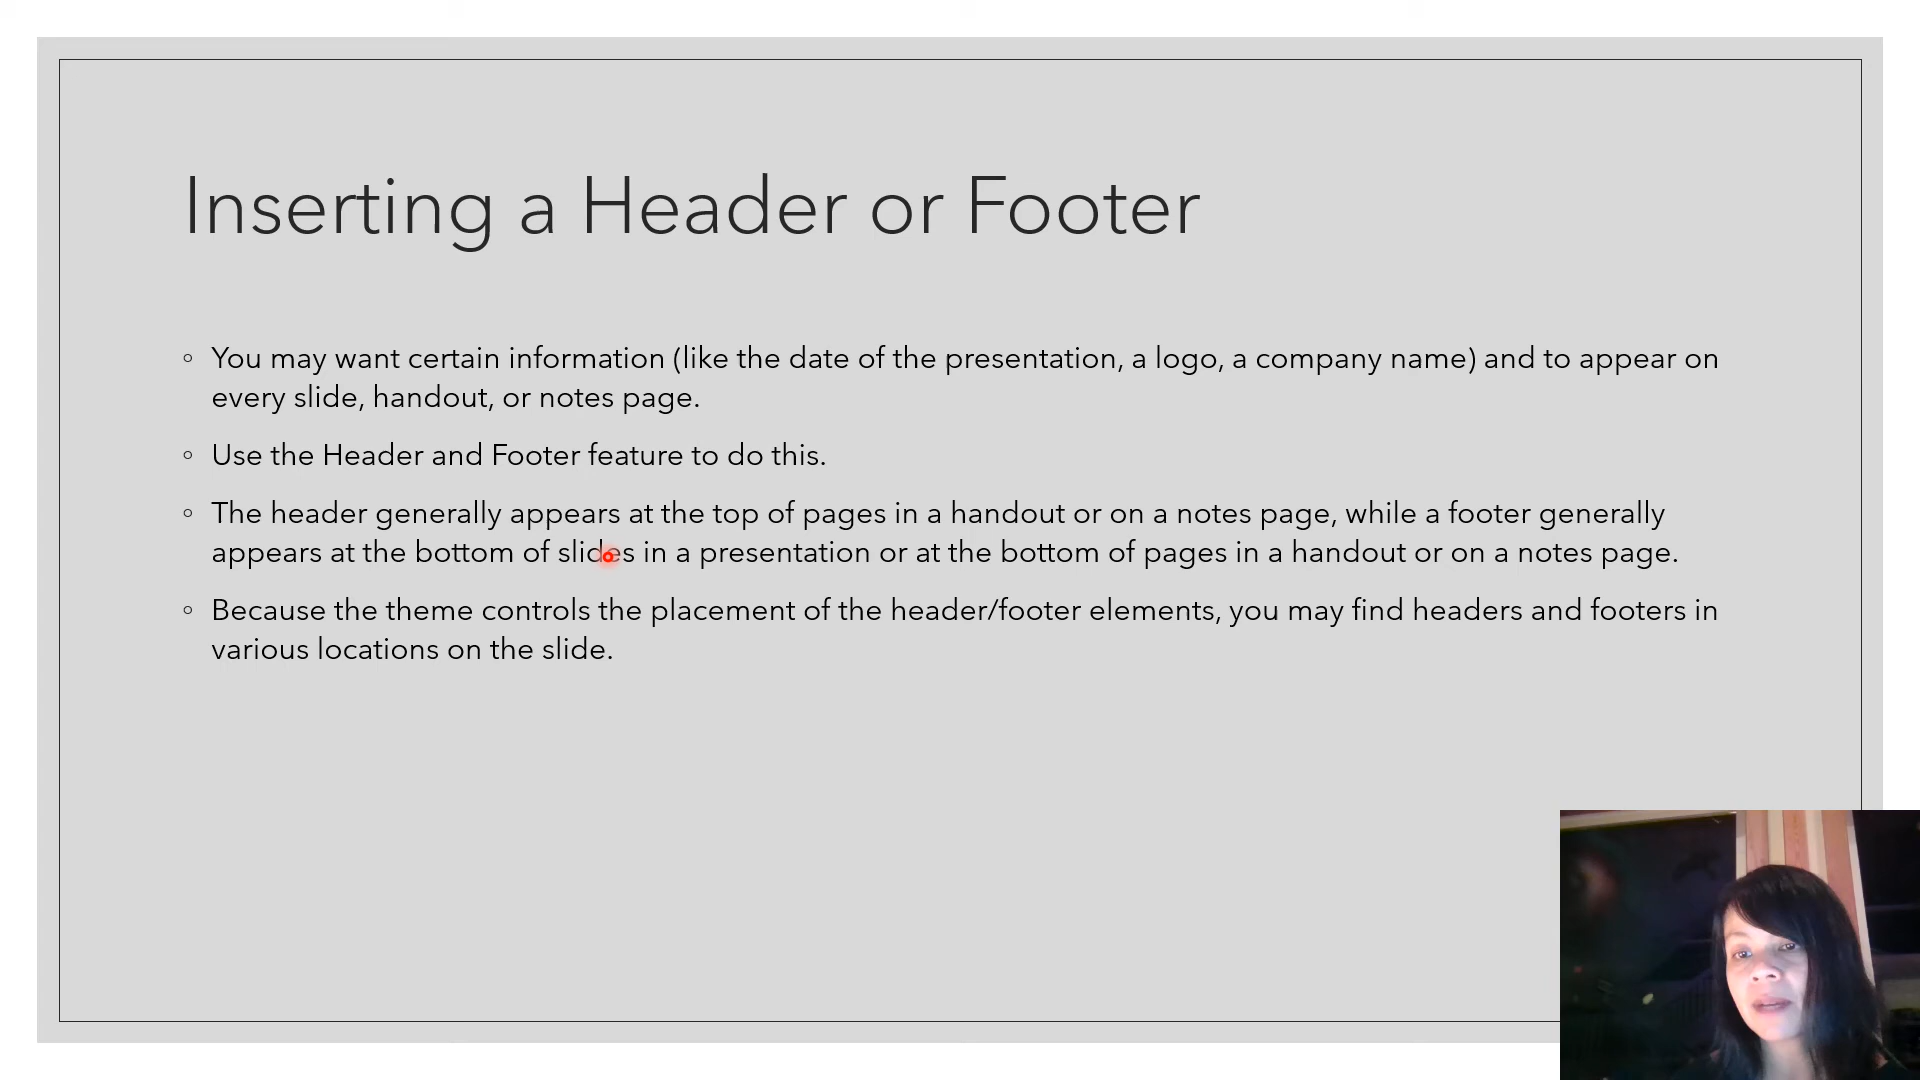 Inserting a Header or Footer
You may want certain information (like the date of the presentation, a logo, a company name) and to appear on
every slide, handout, or notes page.
Use the Header and Footer feature to do this.
The header generally appears at the top of pages in a handout or on a notes page, while a footer generally
appears at the bottom of slides in a presentation or at the bottom of pages in a handout or on a notes page.
Because the theme controls the placement of the header/footer elements, you may find headers and footers in
various locations on the slide.